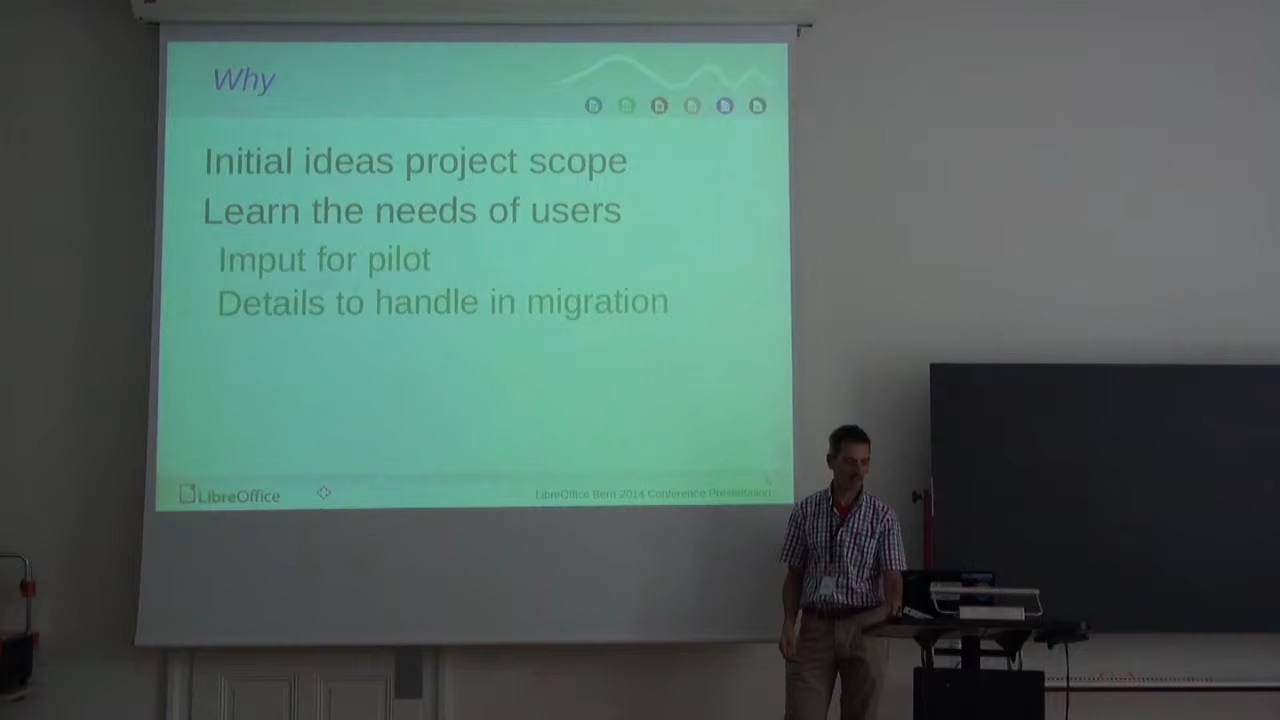 Why
Initial ideas project scope
Learn the needs of users
Imput for pilot
Details to handle in migration
LibreOffice
LibreOffice Bern 2014 Conference Presentation